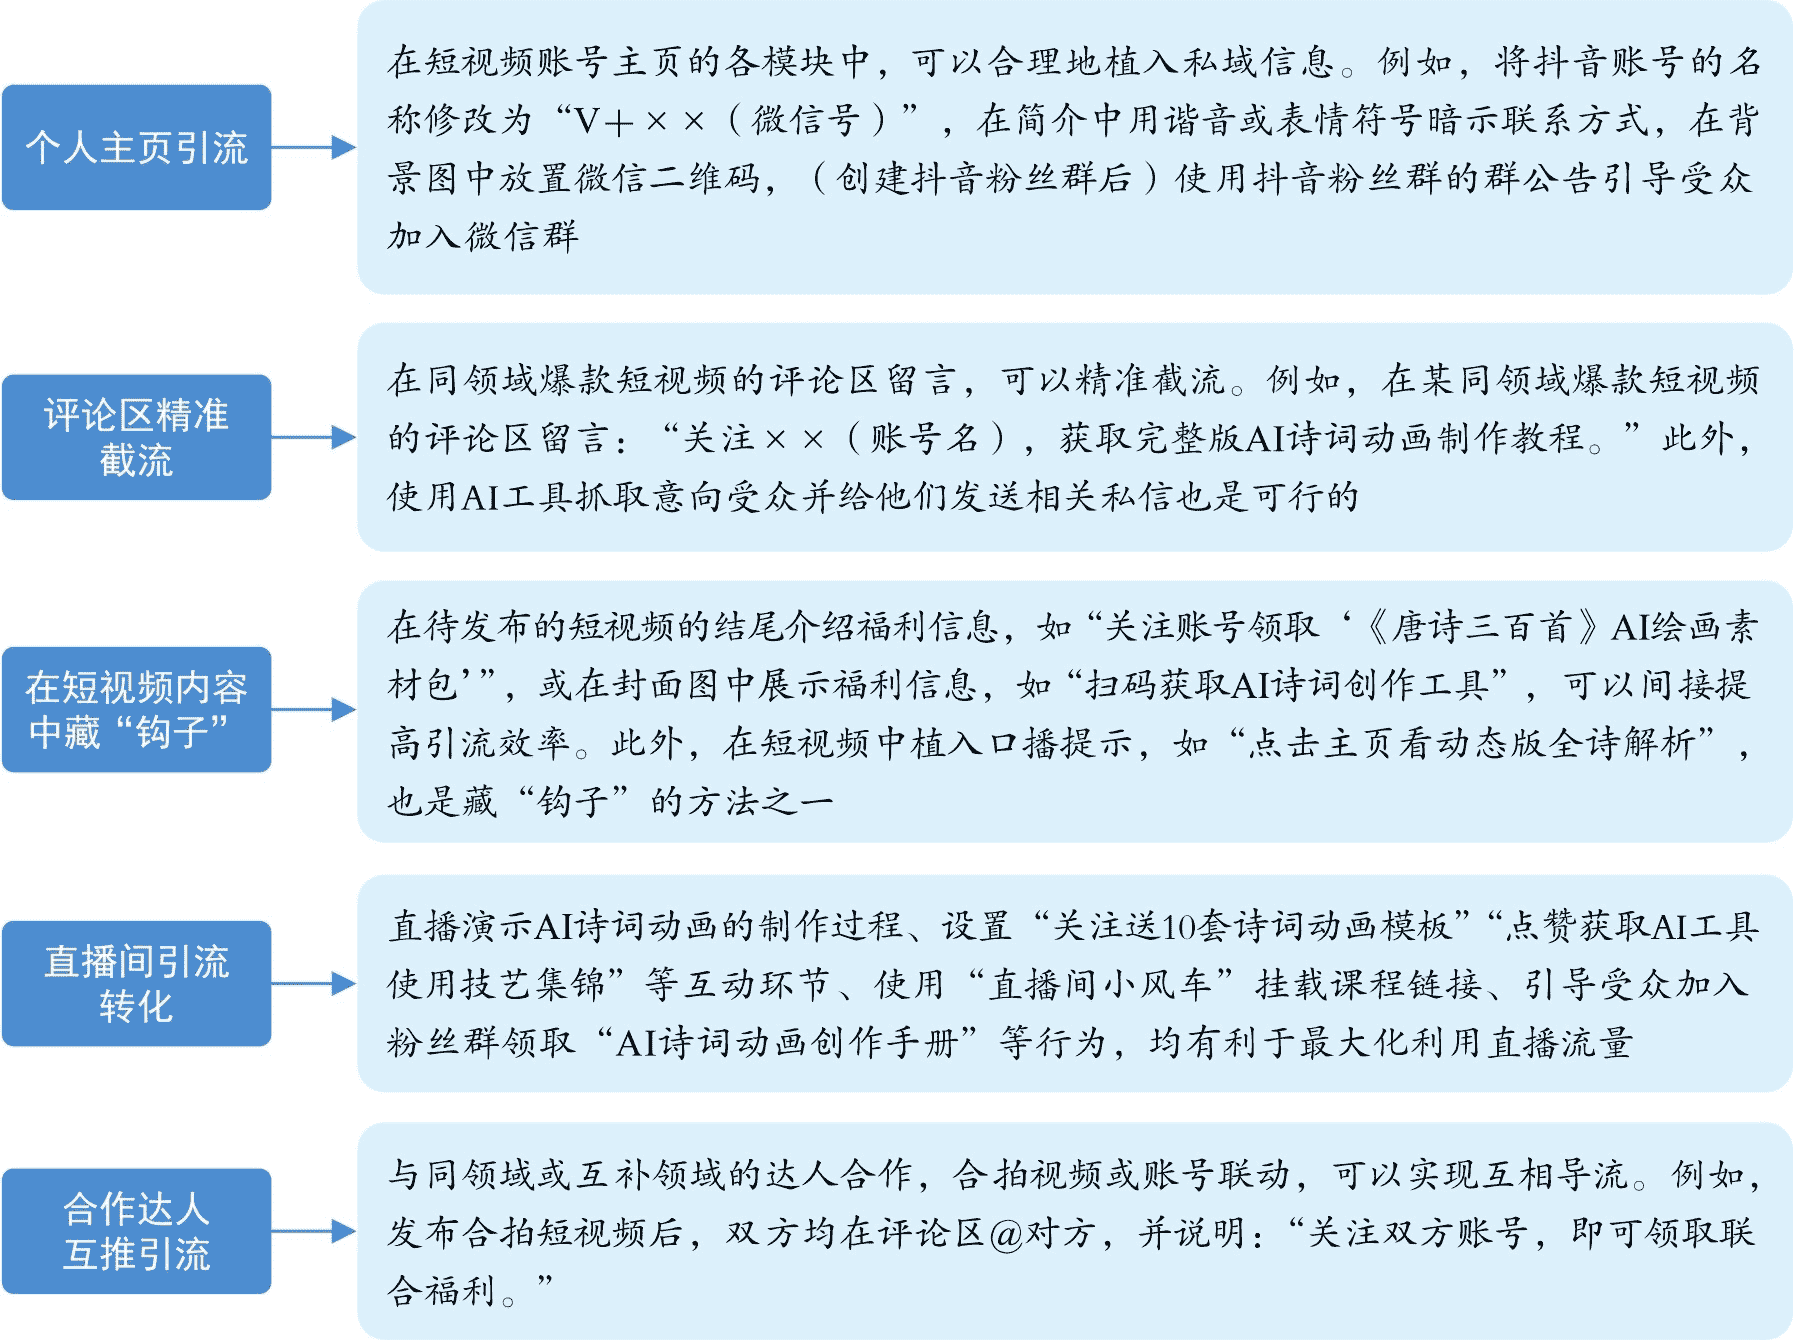 个人主页引流
在短视频账号主页的各模块中，可以合理地植入私域信息。例如，将抖音账号的名
称修改为“V+××（微信号）”，在简介中用谐音或表情符号暗示联系方式，在背
景图中放置微信二维码，（创建抖音粉丝群后）使用抖音粉丝群的群公告引导受众
加入微信群
评论区精准
截流
在同领域爆款短视频的评论区留言，可以精准截流。例如，在某同领域爆款短视频
的评论区留言：“关注××（账号名），获取完整版AI诗词动画制作教程。”此外，
使用AI工具抓取意向受众并给他们发送相关私信也是可行的
在短视频内容
中藏“钩子”
在待发布的短视频的结尾介绍福利信息，如“关注账号领取‘《唐诗三百首》AI绘画素
材包’”，或在封面图中展示福利信息，如“扫码获取AI诗词创作工具”，可以间接提
高引流效率。此外，在短视频中植入口播提示，如“点击主页看动态版全诗解析”，
也是藏“钩子”的方法之一
直播间引流
转化
直播演示AI诗词动画的制作过程、设置“关注送10套诗词动画模板”“点赞获取AI工具
使用技艺集锦”等互动环节、使用“直播间小风车”挂载课程链接、引导受众加入
粉丝群领取“AI诗词动画创作手册”等行为，均有利于最大化利用直播流量
合作达人
互推引流
与同领域或互补领域的达人合作，合拍视频或账号联动，可以实现互相导流。例如，
发布合拍短视频后，双方均在评论区@对方，并说明：“关注双方账号，即可领取联
合福利。”